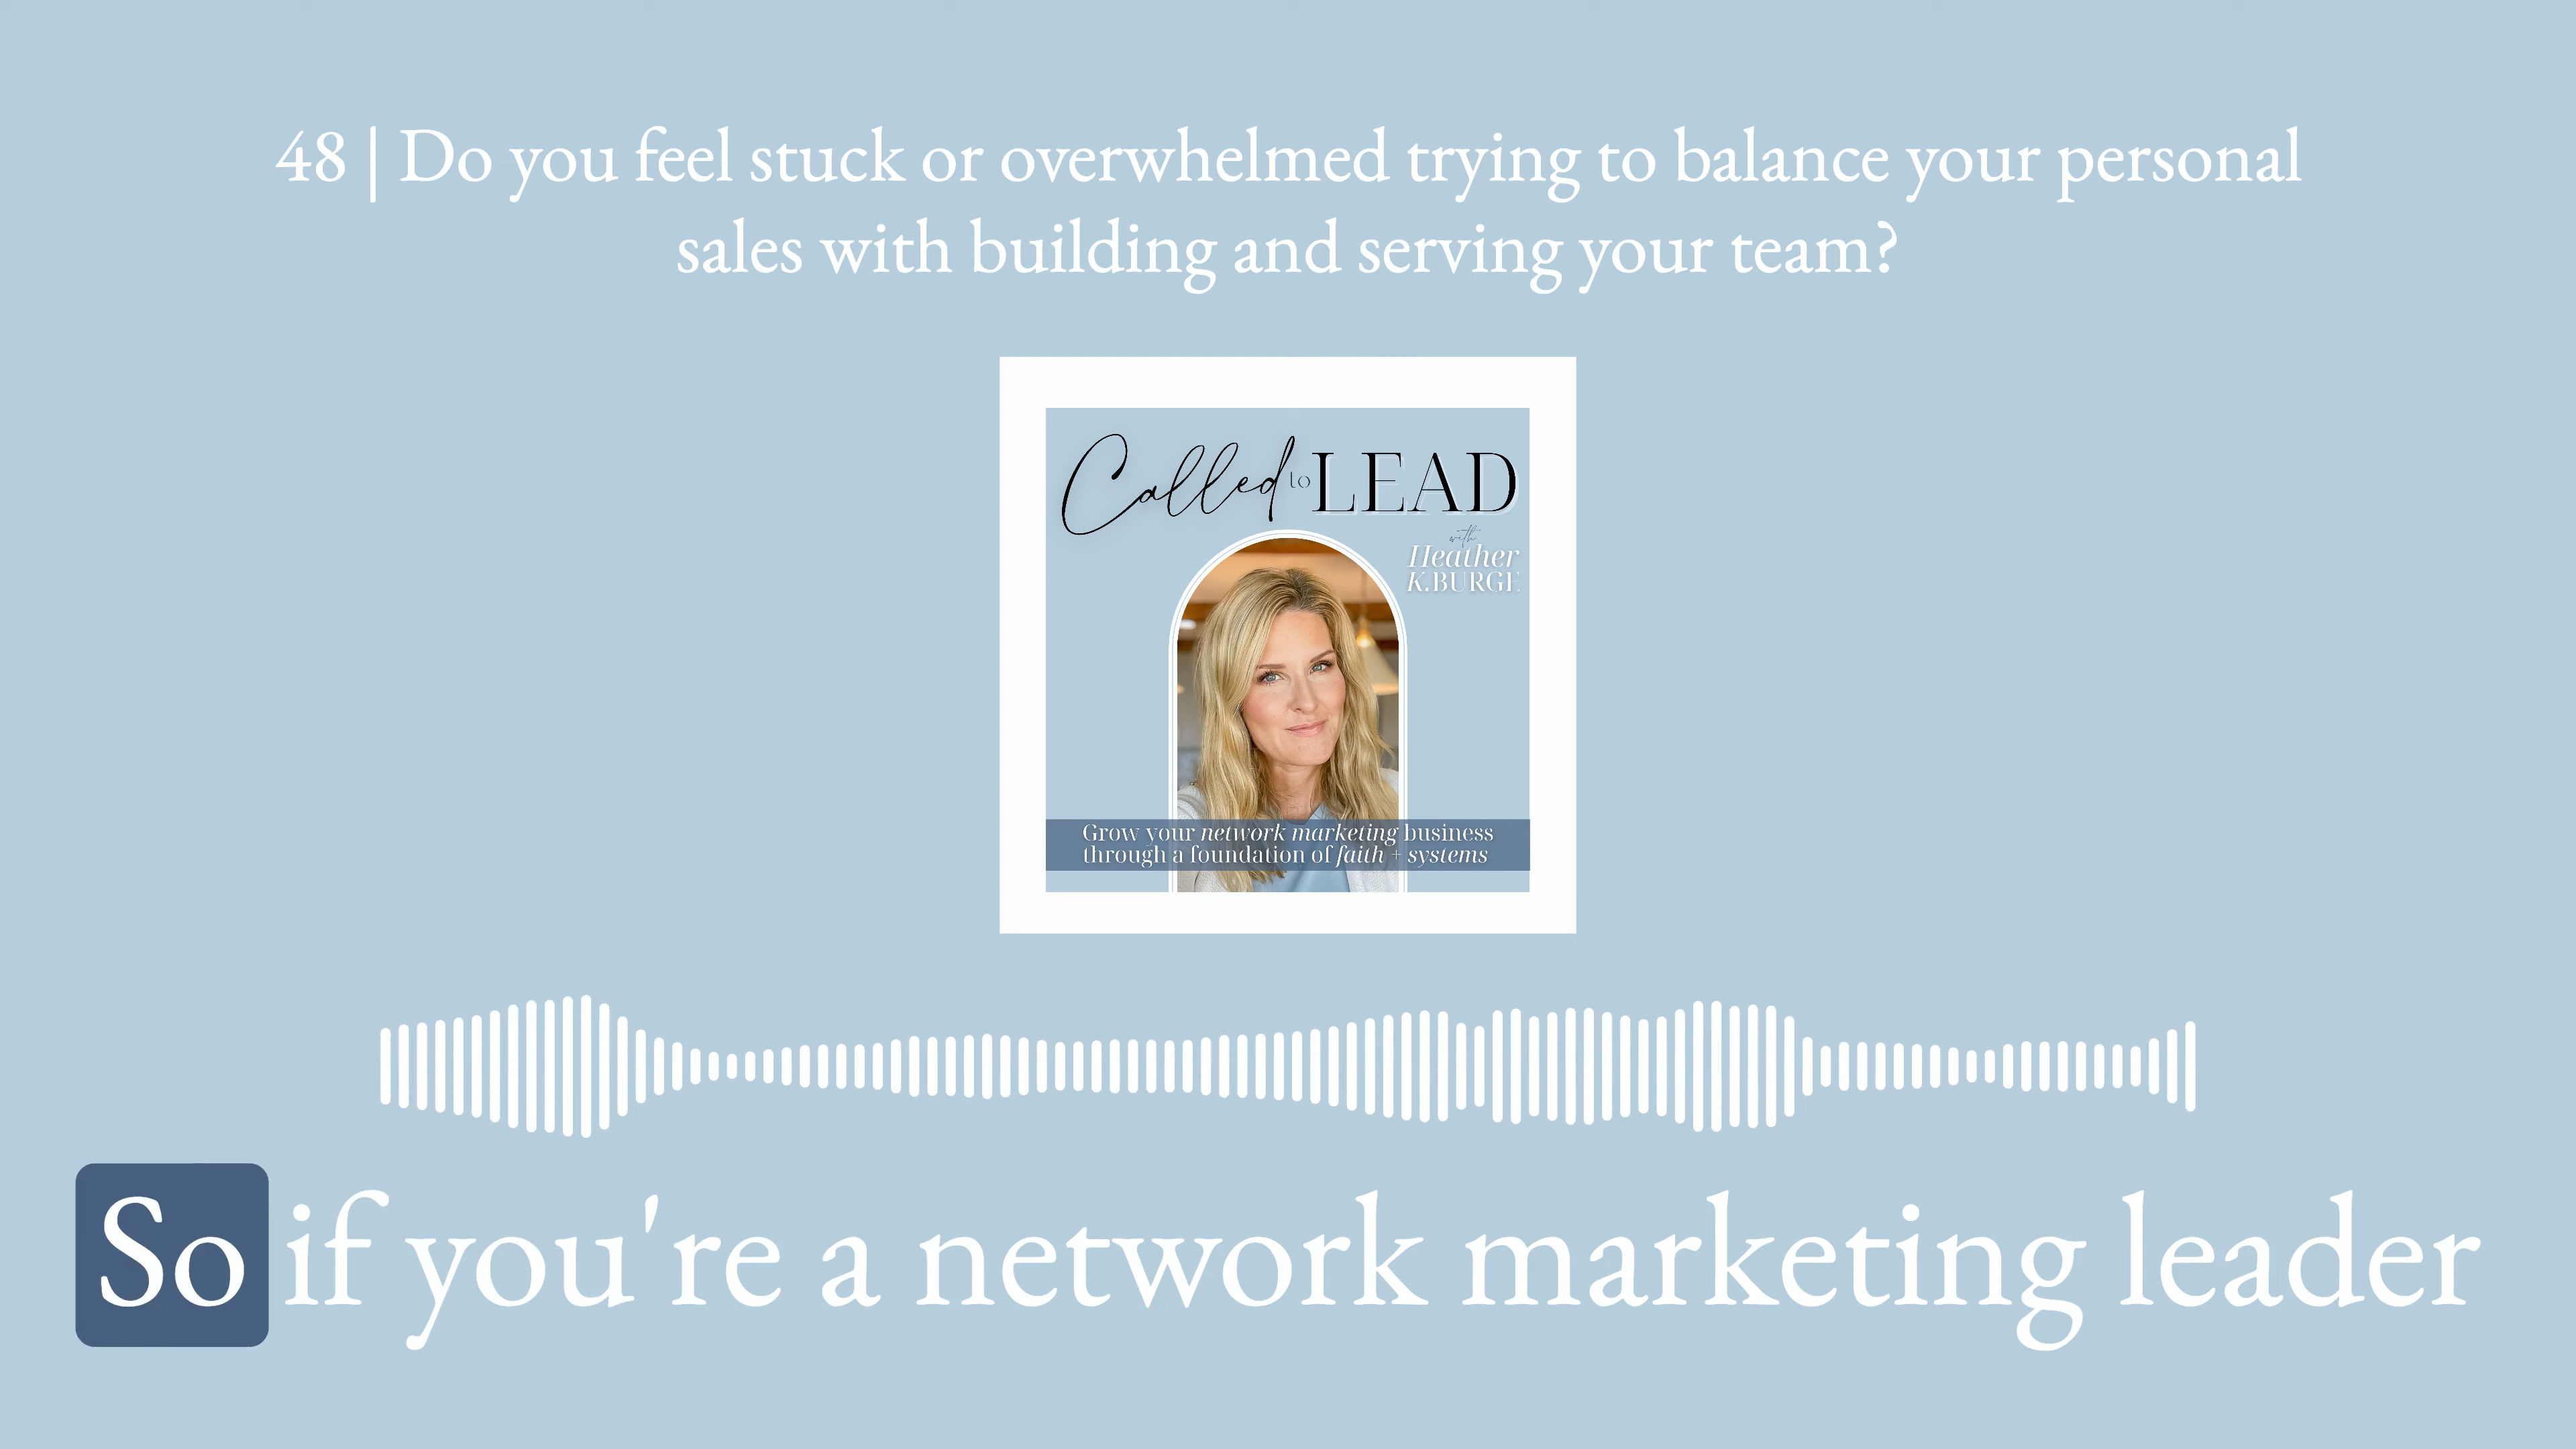 48 | Do you feel stuck or overwhelmed trying to balance your personal
sales with building and serving your team?
Called to LEAD
with
Heather
K.BURGE
Grow your network marketing business
through a foundation of faith + systems
So if you're a network marketing leader